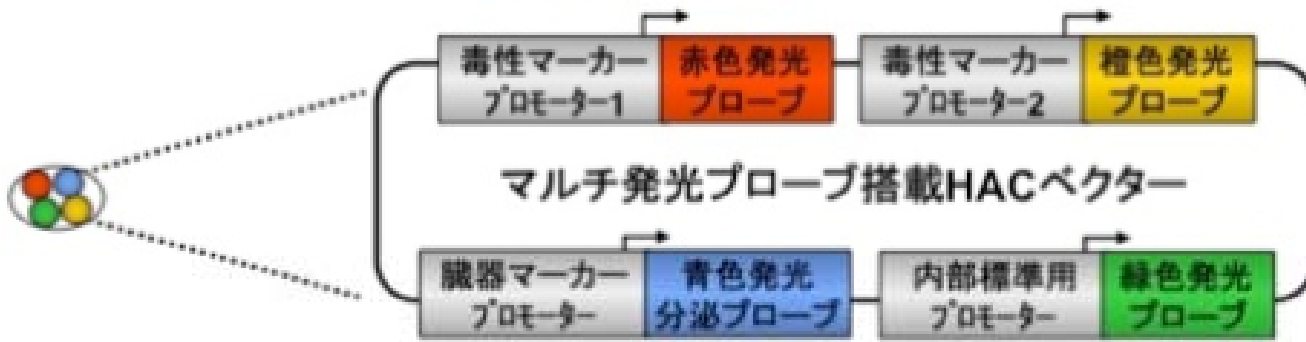 毒性マーカー
プロモーター1
赤色発光
プローブ
毒性マーカー
プロモーター2
橙色発光
プローブ
マルチ発光プローブ搭載HACベクター
臓器マーカー
プロモーター
青色発光
分泌プローブ
内部標準用
プロモーター
緑色発光
プローブ